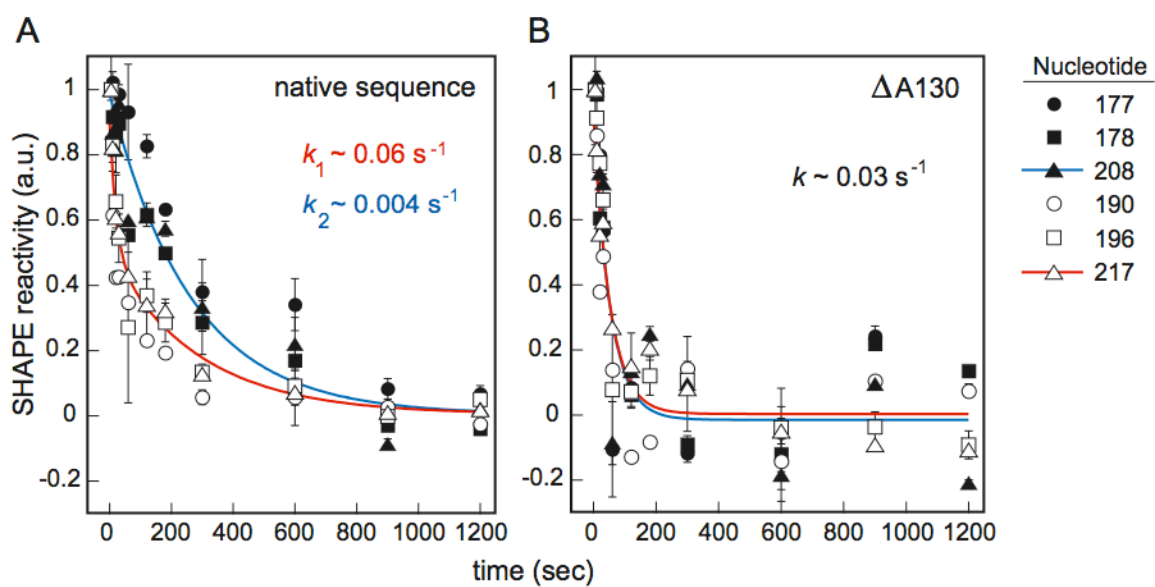 A
B
native sequence
k1 ~ 0.06 s-1
k2 ~ 0.004 s-1
ΔA130
k ~ 0.03 s-1
Nucleotide
177
178
208
190
196
217
SHAPE reactivity (a.u.)
1
0.8
0.6
0.4
0.2
0
-0.2
0 200 400 600 800 1000 1200
0 200 400 600 800 1000 1200
time (sec)